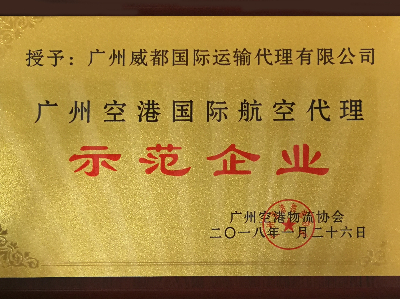 授予：广州威都国际运输代理有限公司
广州空港国际航空代理
示范企业
广州空港物流协会
二〇一八年一月二十六日